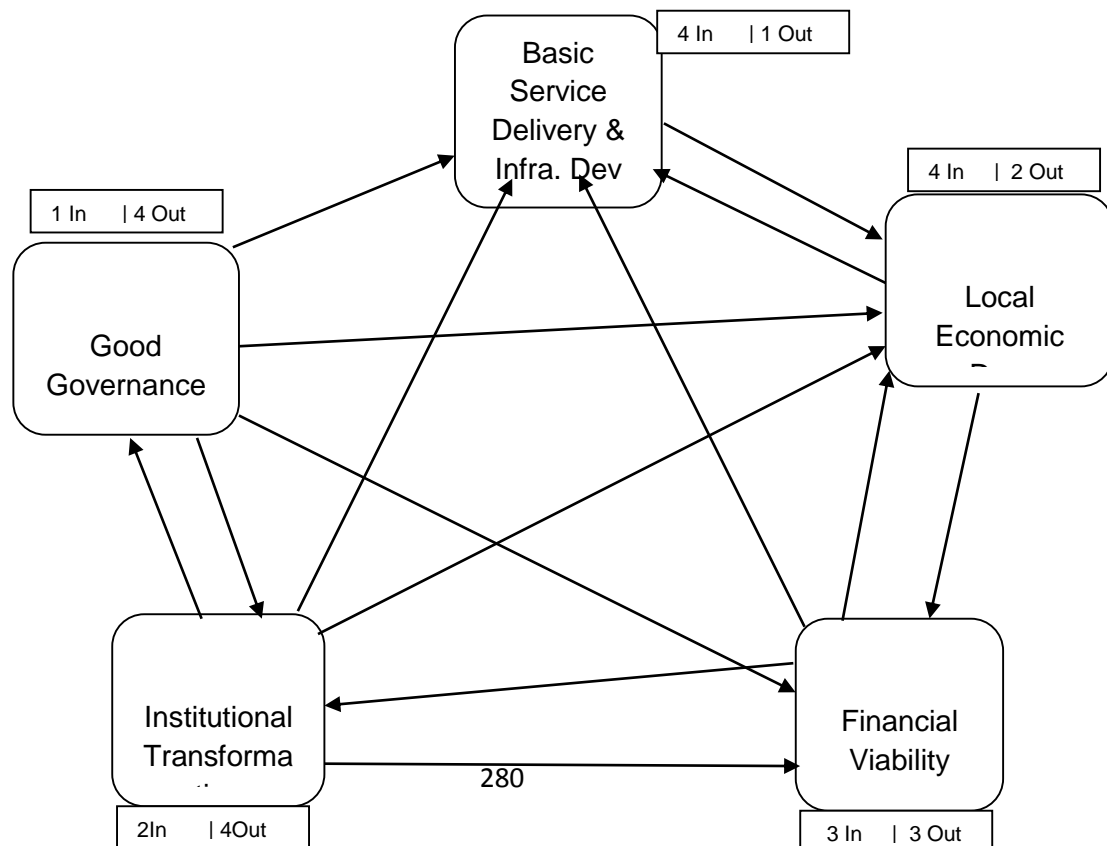 4 In | 1 Out
Basic
Service
Delivery &
Infra. Dev
4 In | 2 Out
1 In | 4 Out
Local
Economic
Good
Governance
Institutional
Transforma
Financial
Viability
280
2In | 4Out
3 In | 3 Out